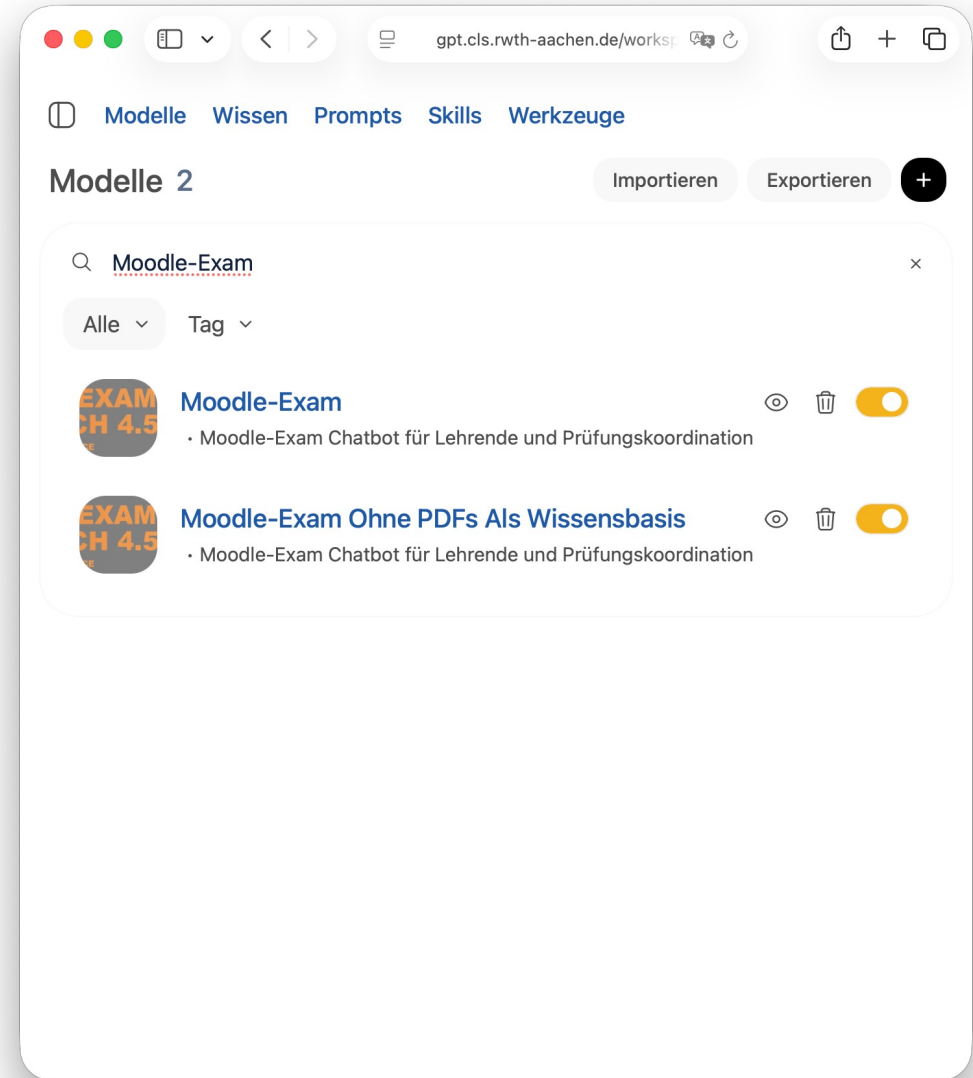 gpt.cls.rwth-aachen.de/works
Modelle Wissen Prompts Skills Werkzeuge
Modelle 2
Importieren Exportieren
Moodle-Exam
Alle Tag
EXAM
CH 4.5
Moodle-Exam
• Moodle-Exam Chatbot für Lehrende und Prüfungskoordination
EXAM
CH 4.5
Moodle-Exam Ohne PDFs Als Wissensbasis
• Moodle-Exam Chatbot für Lehrende und Prüfungskoordination